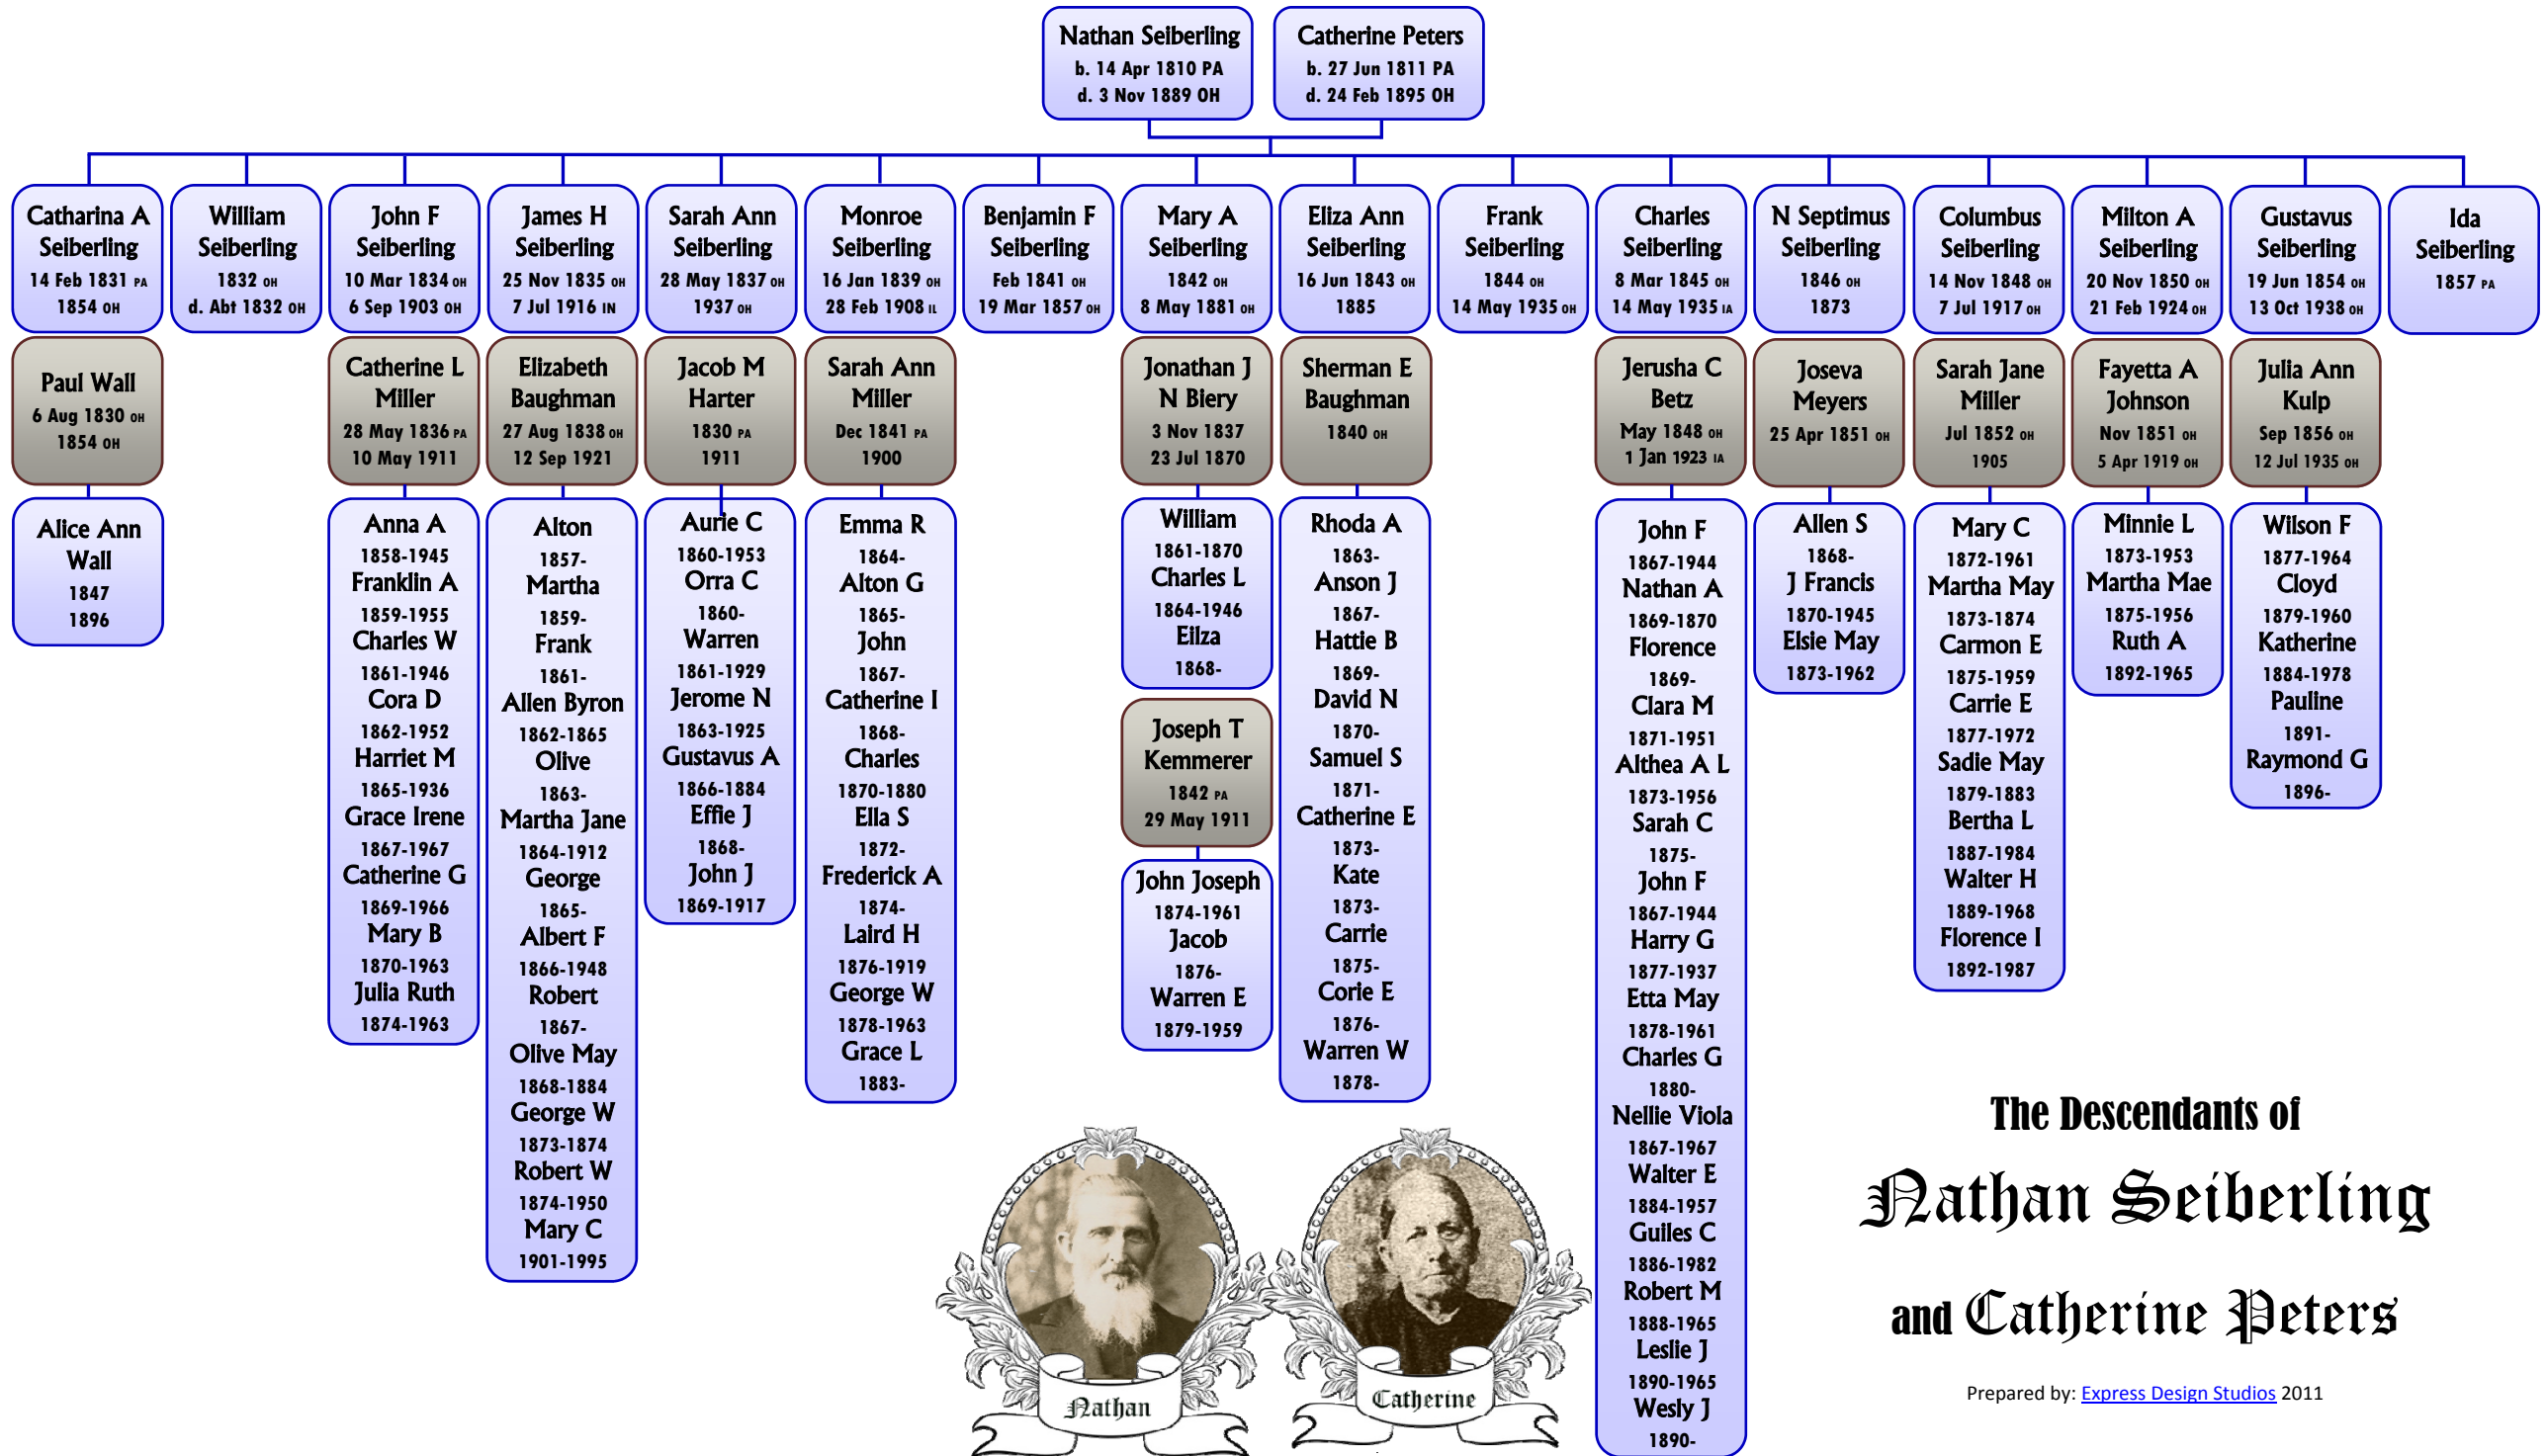 Nathan Seiberling
b. 14 Apr 1810 PA
d. 3 Nov 1889 OH
Catherine Peters
b. 27 Jun 1811 PA
d. 24 Feb 1895 OH
Catharina A
Seiberling
14 Feb 1831 PA
1854 OH
William
Seiberling
1832 OH
d. Abt 1832 OH
John F
Seiberling
10 Mar 1834 OH
6 Sep 1903 OH
James H
Seiberling
25 Nov 1835 OH
7 Jul 1916 IN
Sarah Ann
Seiberling
28 May 1837 OH
1937 OH
Monroe
Seiberling
16 Jan 1839 OH
28 Feb 1908 IL
Benjamin F
Seiberling
Feb 1841 OH
19 Mar 1857 OH
Mary A
Seiberling
1842 OH
8 May 1881 OH
Eliza Ann
Seiberling
16 Jun 1843 OH
1885
Frank
Seiberling
1844 OH
14 May 1935 OH
Charles
Seiberling
8 Mar 1845 OH
14 May 1935 IA
N Septimus
Seiberling
1846 OH
1873
Columbus
Seiberling
14 Nov 1848 OH
7 Jul 1917 OH
Milton A
Seiberling
20 Nov 1850 OH
21 Feb 1924 OH
Gustavus
Seiberling
19 Jun 1854 OH
13 Oct 1938 OH
Ida
Seiberling
1857 PA
Paul Wall
6 Aug 1830 OH
1854 OH
Catherine L
Miller
28 May 1836 PA
10 May 1911
Elizabeth
Baughman
27 Aug 1838 OH
12 Sep 1921
Jacob M
Harter
1830 PA
1911
Sarah Ann
Miller
Dec 1841 PA
1900
Jonathan J
N Biery
3 Nov 1837
23 Jul 1870
Sherman E
Baughman
1840 OH
Jerusha C
Betz
May 1848 OH
1 Jan 1923 IA
Joseva
Meyers
25 Apr 1851 OH
Sarah Jane
Miller
Jul 1852 OH
1905
Fayetta A
Johnson
Nov 1851 OH
5 Apr 1919 OH
Julia Ann
Kulp
Sep 1856 OH
12 Jul 1935 OH
Alice Ann
Wall
1847
1896
Anna A
1858-1945
Franklin A
1859-1955
Charles W
1861-1946
Cora D
1862-1952
Harriet M
1865-1936
Grace Irene
1867-1967
Catherine G
1869-1966
Mary B
1870-1963
Julia Ruth
1874-1963
Alton
1857-
Martha
1859-
Frank
1861-
Allen Byron
1862-1865
Olive
1863-
Martha Jane
1864-1912
George
1865-
Albert F
1866-1948
Robert
1867-
Olive May
1868-1884
George W
1873-1874
Robert W
1874-1950
Mary C
1901-1995
Aurie C
1860-1953
Orra C
1860-
Warren
1861-1929
Jerome N
1863-1925
Gustavus A
1866-1884
Effie J
1868-
John J
1869-1917
Emma R
1864-
Alton G
1865-
John
1867-
Catherine I
1868-
Charles
1870-1880
Ella S
1872-
Frederick A
1874-
Laird H
1876-1919
George W
1878-1963
Grace L
1883-
William
1861-1870
Charles L
1864-1946
Eilza
1868-
Joseph T
Kemmerer
1842 PA
29 May 1911
John Joseph
1874-1961
Jacob
1876-
Warren E
1879-1959
Rhoda A
1863-
Anson J
1867-
Hattie B
1869-
David N
1870-
Samuel S
1871-
Catherine E
1873-
Kate
1873-
Carrie
1875-
Corie E
1876-
Warren W
1878-
John F
1867-1944
Nathan A
1869-1870
Florence
1869-
Clara M
1871-1951
Althea A L
1873-1956
Sarah C
1875-
John F
1867-1944
Harry G
1877-1937
Etta May
1878-1961
Charles G
1880-
Nellie Viola
1867-1967
Walter E
1884-1957
Guiles C
1886-1982
Robert M
1888-1965
Leslie J
1890-1965
Wesly J
1890-
Allen S
1868-
J Francis
1870-1945
Elsie May
1873-1962
Mary C
1872-1961
Martha May
1873-1874
Carmon E
1875-1959
Carrie E
1877-1972
Sadie May
1879-1883
Bertha L
1887-1984
Walter H
1889-1968
Florence I
1892-1987
Minnie L
1873-1953
Martha Mae
1875-1956
Ruth A
1892-1965
Wilson F
1877-1964
Cloyd
1879-1960
Katherine
1884-1978
Pauline
1891-
Raymond G
1896-
Nathan
Catherine
The Descendants of
Nathan Seiberling
and Catherine Peters
Prepared by: Express Design Studios 2011